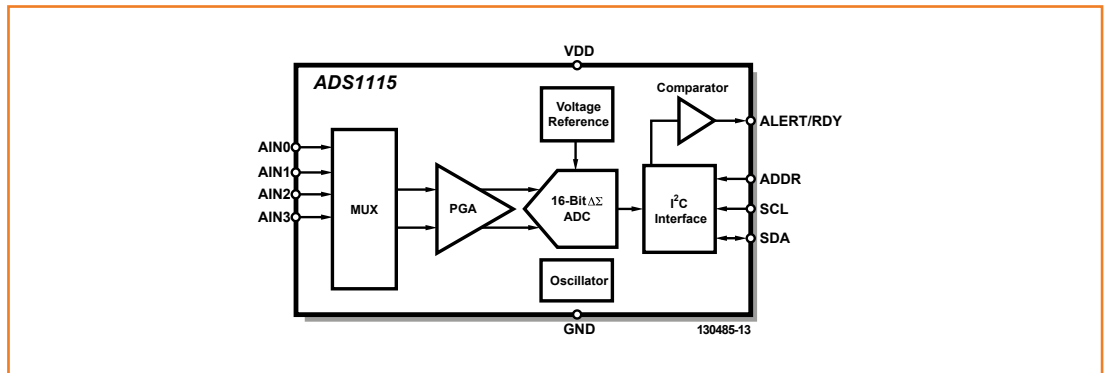 VDD
ADS1115
Comparator
Voltage
Reference
ALERT/RDY
AIN0
AIN1
AIN2
AIN3
MUX
PGA
16-Bit ΔΣ
ADC
I²C
Interface
ADDR
SCL
SDA
Oscillator
GND
130485-13